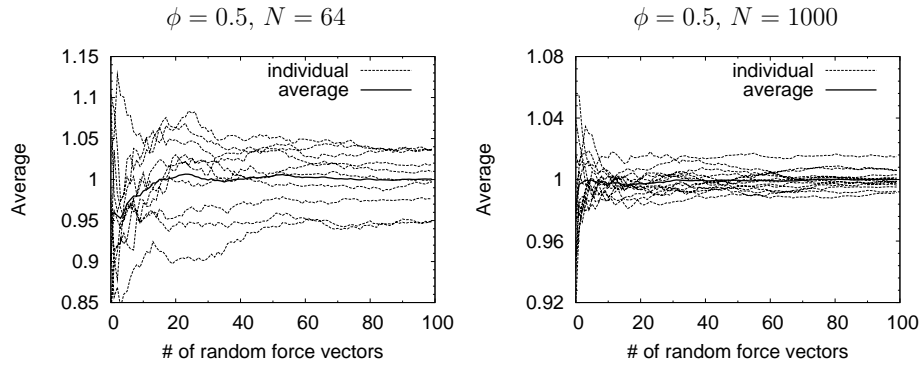 ϕ = 0.5, N = 64
1.15
1.1
1.05
1
0.95
0.9
0.85
Average
individual
average
0 20 40 60 80 100
# of random force vectors
ϕ = 0.5, N = 1000
1.08
1.04
1
0.96
0.92
Average
individual
average
0 20 40 60 80 100
# of random force vectors